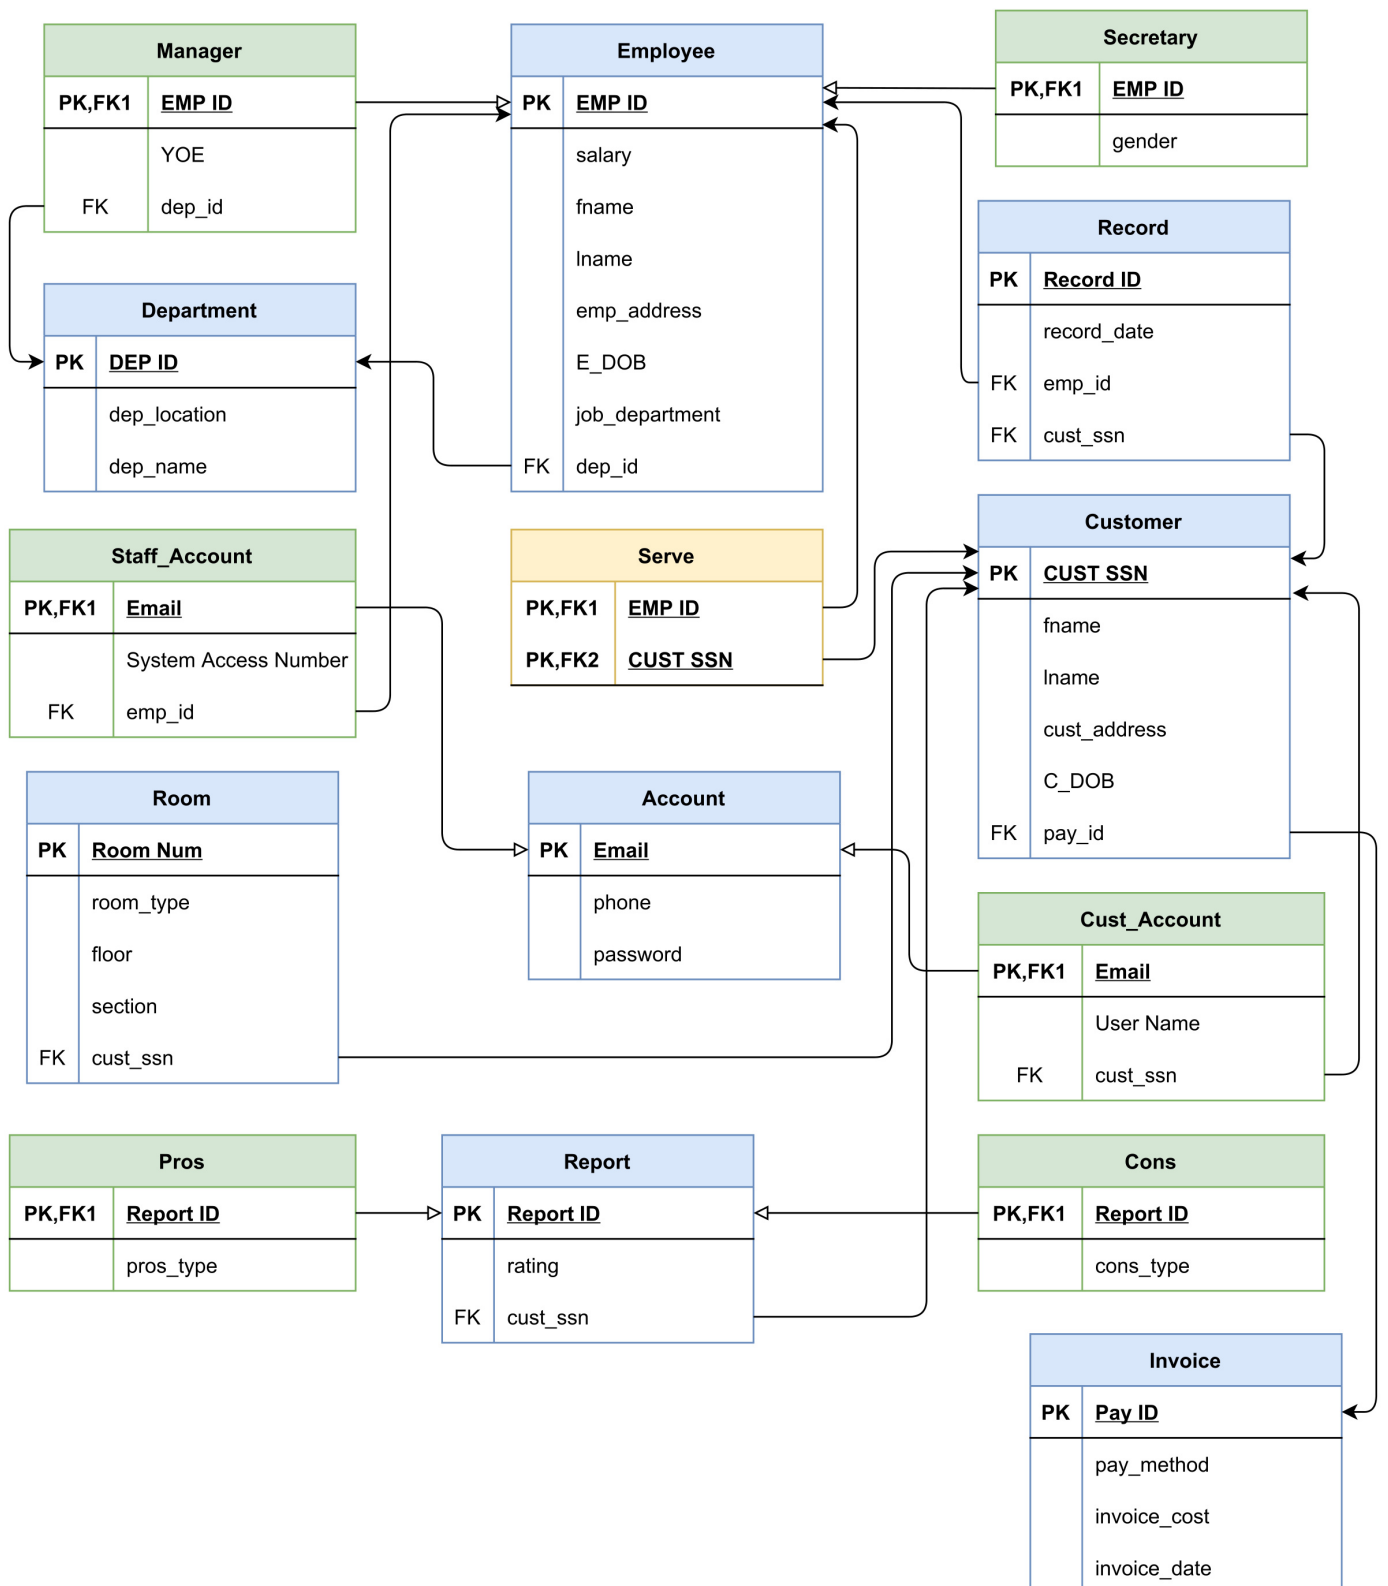 Manager
PK,FK1 EMP ID
YOE
FK dep_id
Employee
PK EMP ID
salary
fname
lname
emp_address
E_DOB
job_department
FK dep_id
Secretary
PK,FK1 EMP ID
gender
Record
PK Record ID
record_date
FK emp_id
FK cust_ssn
Department
PK DEP ID
dep_location
dep_name
Staff_Account
PK,FK1 Email
System Access Number
FK emp_id
Serve
PK,FK1 EMP ID
PK,FK2 CUST SSN
Customer
PK CUST SSN
fname
lname
cust_address
C_DOB
FK pay_id
Room
PK Room Num
room_type
floor
section
FK cust_ssn
Account
PK Email
phone
password
Cust_Account
PK,FK1 Email
User Name
FK cust_ssn
Pros
PK,FK1 Report ID
pros_type
Report
PK Report ID
rating
FK cust_ssn
Cons
PK,FK1 Report ID
cons_type
Invoice
PK Pay ID
pay_method
invoice_cost
invoice_date